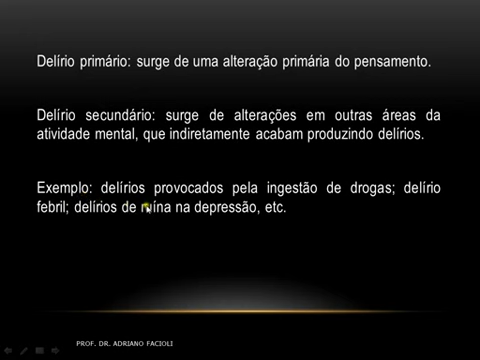 Delírio primário: surge de uma alteração primária do pensamento.
Delírio secundário: surge de alterações em outras áreas da
atividade mental, que indiretamente acabam produzindo delírios.
Exemplo: delírios provocados pela ingestão de drogas; delírio
febril; delírios de ruína na depressão, etc.
PROF. DR. ADRIANO FACIOLI